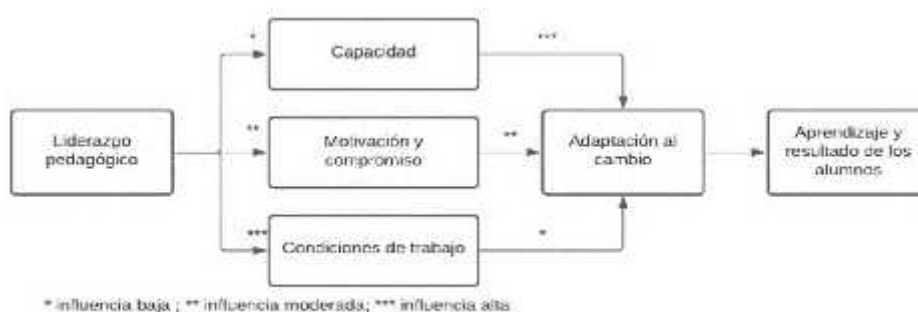 *
Capacidad
***
Liderazgo
pedagógico
**
Motivación y
compromiso
**
Adaptación al
cambio
Aprendizaje y
resultado de los
alumnos
***
Condiciones de trabajo
*
* influencia baja ; ** influencia moderada; *** influencia alta